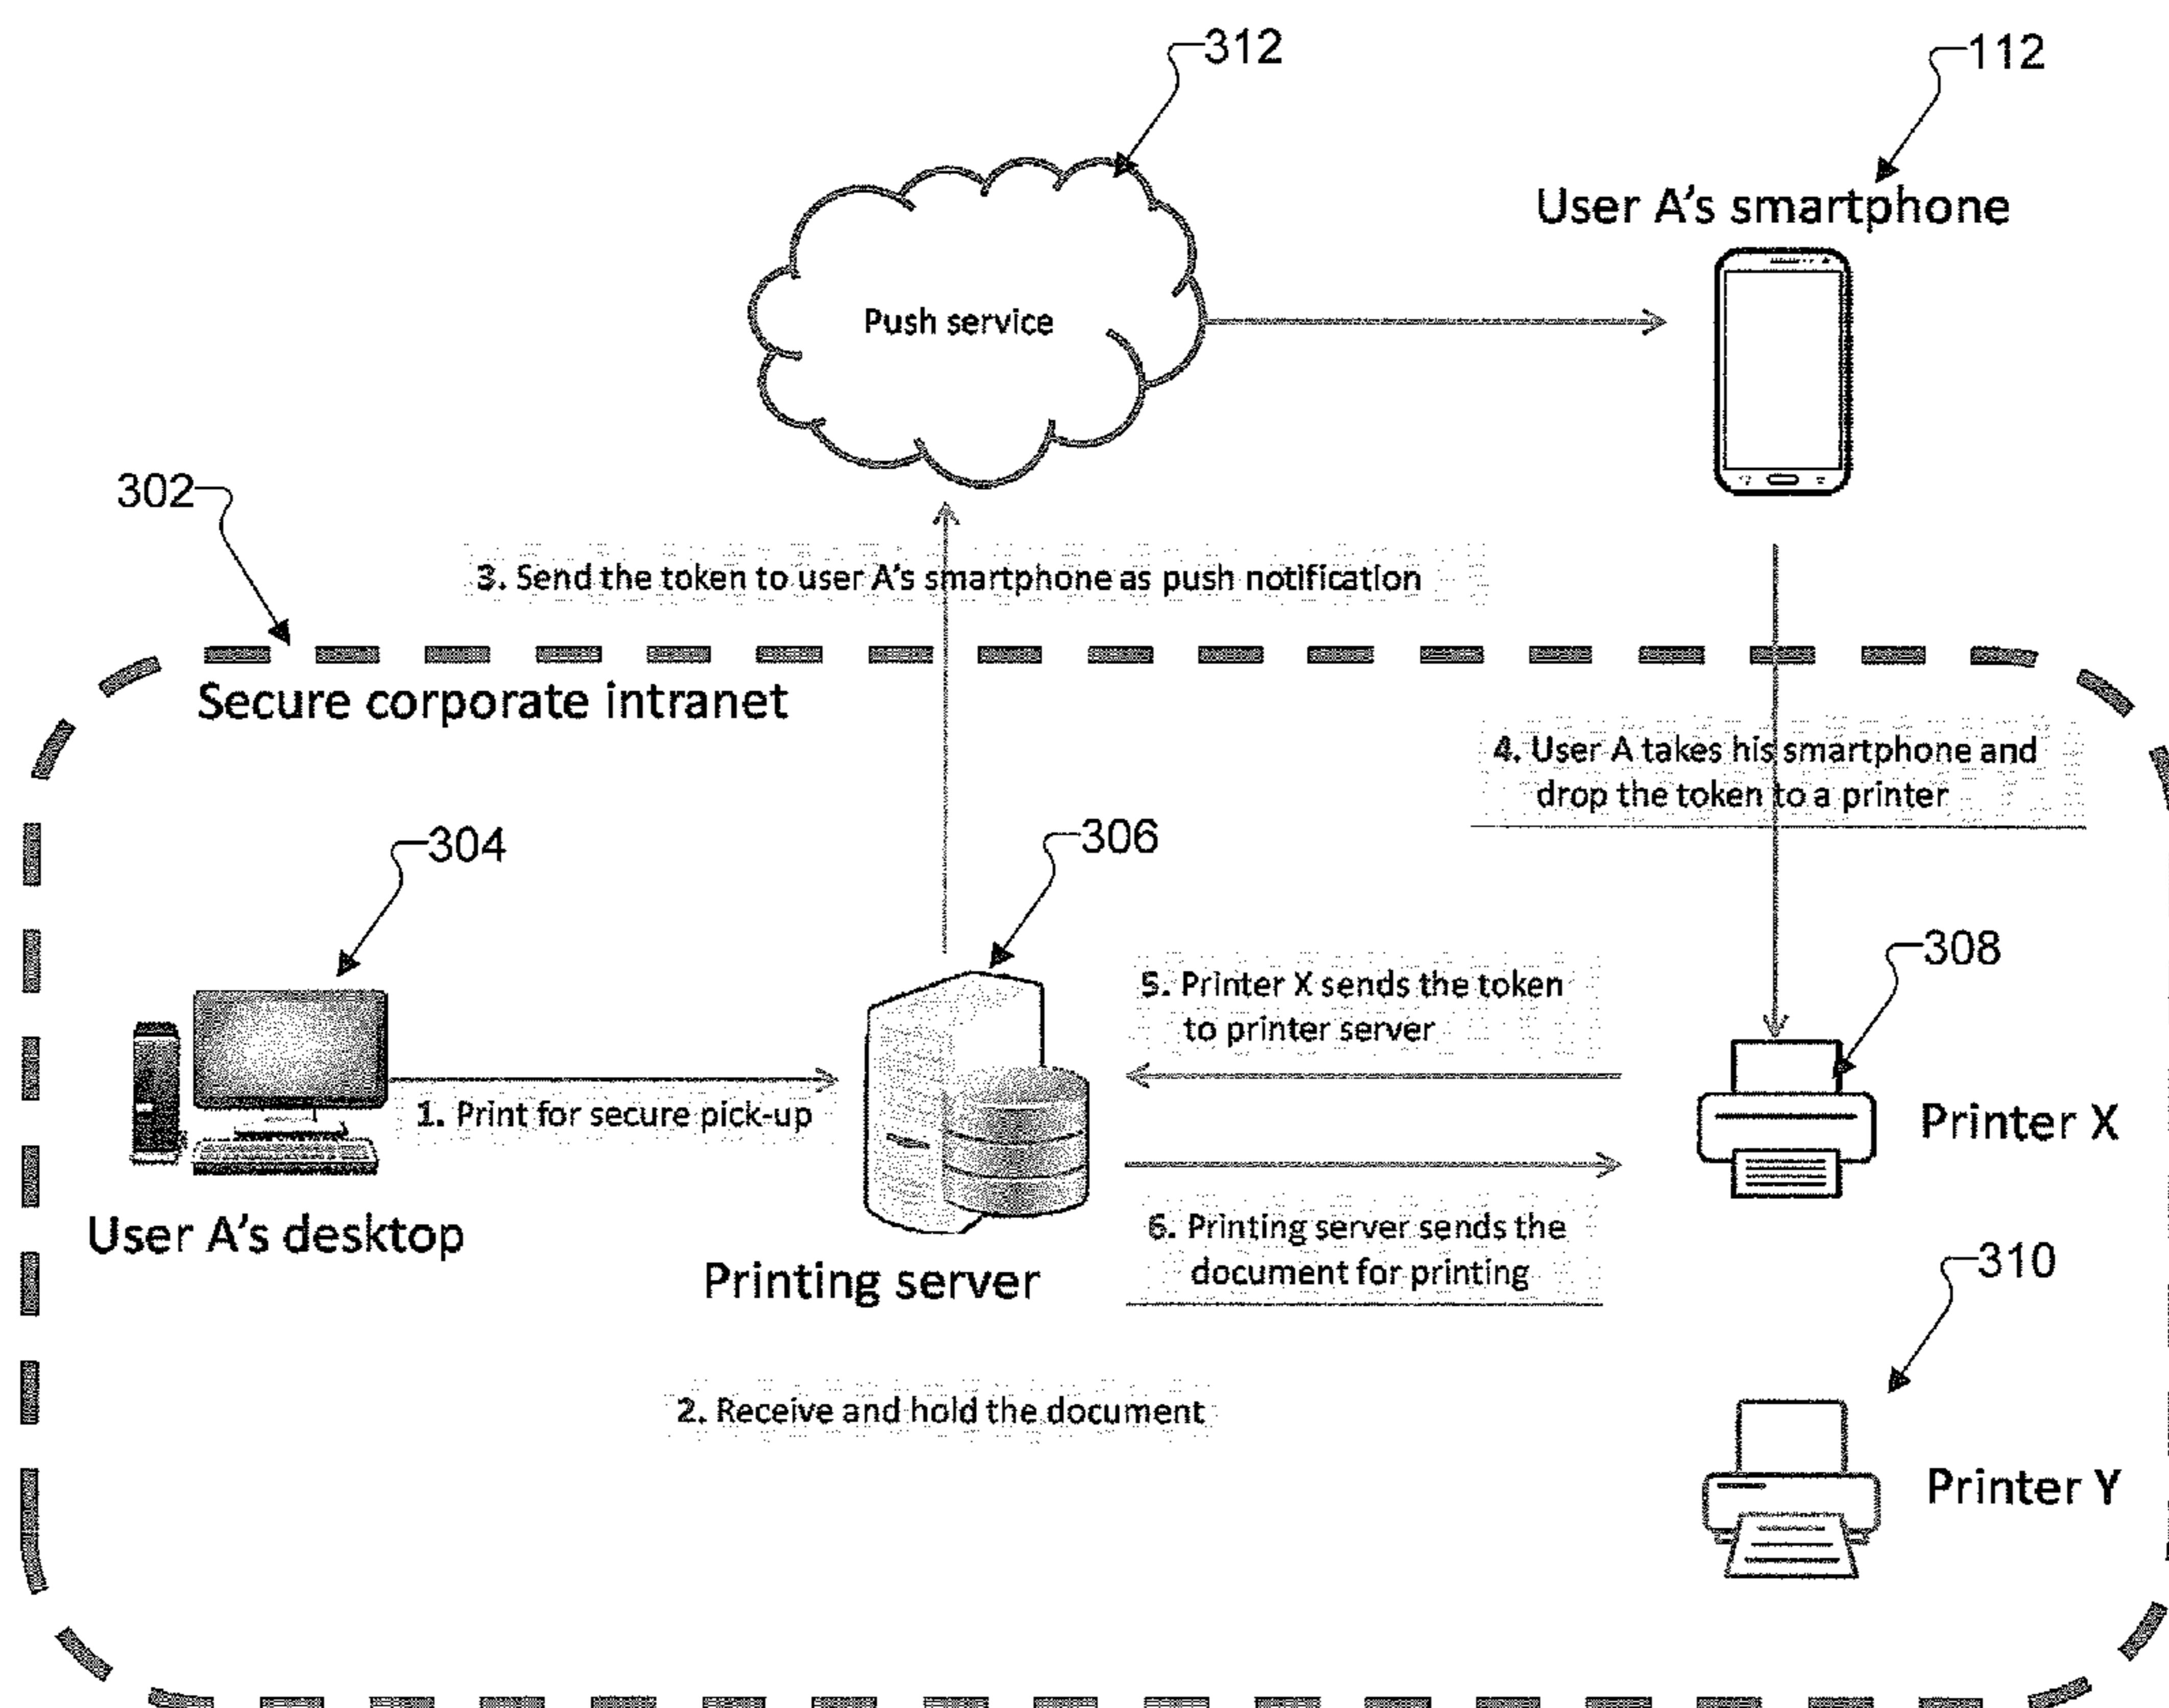 312
112
User A's smartphone
Push service
302
3. Send the token to user A's smartphone as push notification
Secure corporate intranet
4. User A takes his smartphone and
drop the token to a printer
304
306
308
5. Printer X sends the token
to printer server
1. Print for secure pick-up
Printer X
User A's desktop
6. Printing server sends the
document for printing
Printing server
310
2. Receive and hold the document
Printer Y